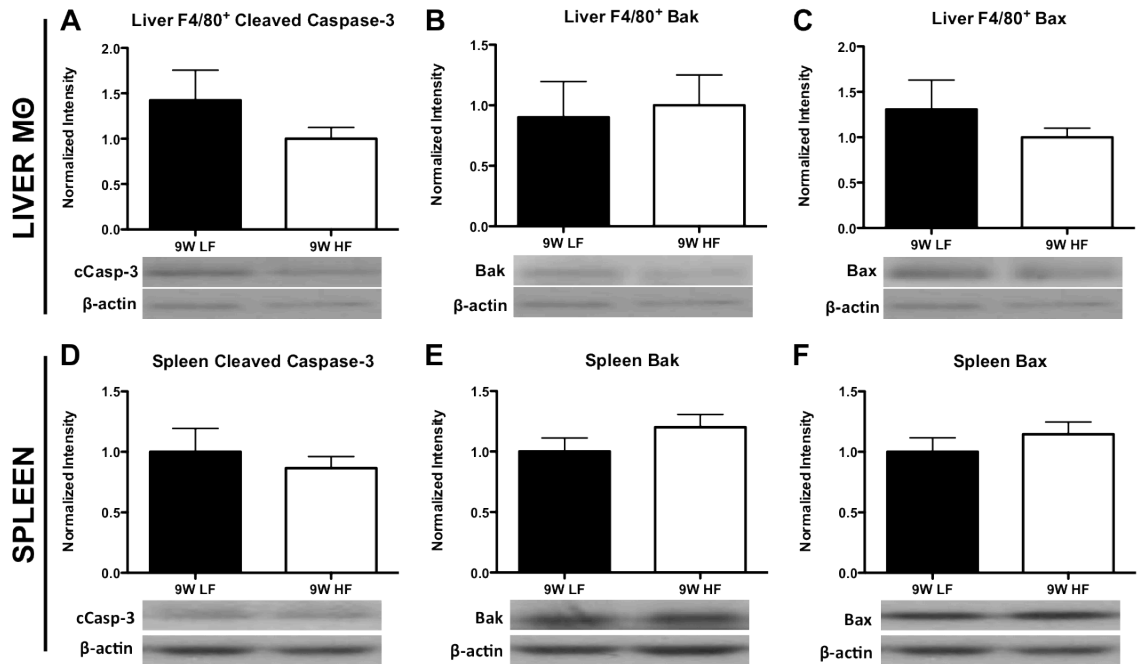 LIVER MΘ
A
Liver F4/80⁺ Cleaved Caspase-3
Normalized Intensity
2.0
1.5
1.0
0.5
0.0
9W LF 9W HF
cCasp-3
β-actin
B
Liver F4/80⁺ Bak
Normalized Intensity
1.5
1.0
0.5
0.0
9W LF 9W HF
Bak
β-actin
C
Liver F4/80⁺ Bax
Normalized Intensity
2.0
1.5
1.0
0.5
0.0
9W LF 9W HF
Bax
β-actin
SPLEEN
D
Spleen Cleaved Caspase-3
Normalized Intensity
1.5
1.0
0.5
0.0
9W LF 9W HF
cCasp-3
β-actin
E
Spleen Bak
Normalized Intensity
1.5
1.0
0.5
0.0
9W LF 9W HF
Bak
β-actin
F
Spleen Bax
Normalized Intensity
1.5
1.0
0.5
0.0
9W LF 9W HF
Bax
β-actin